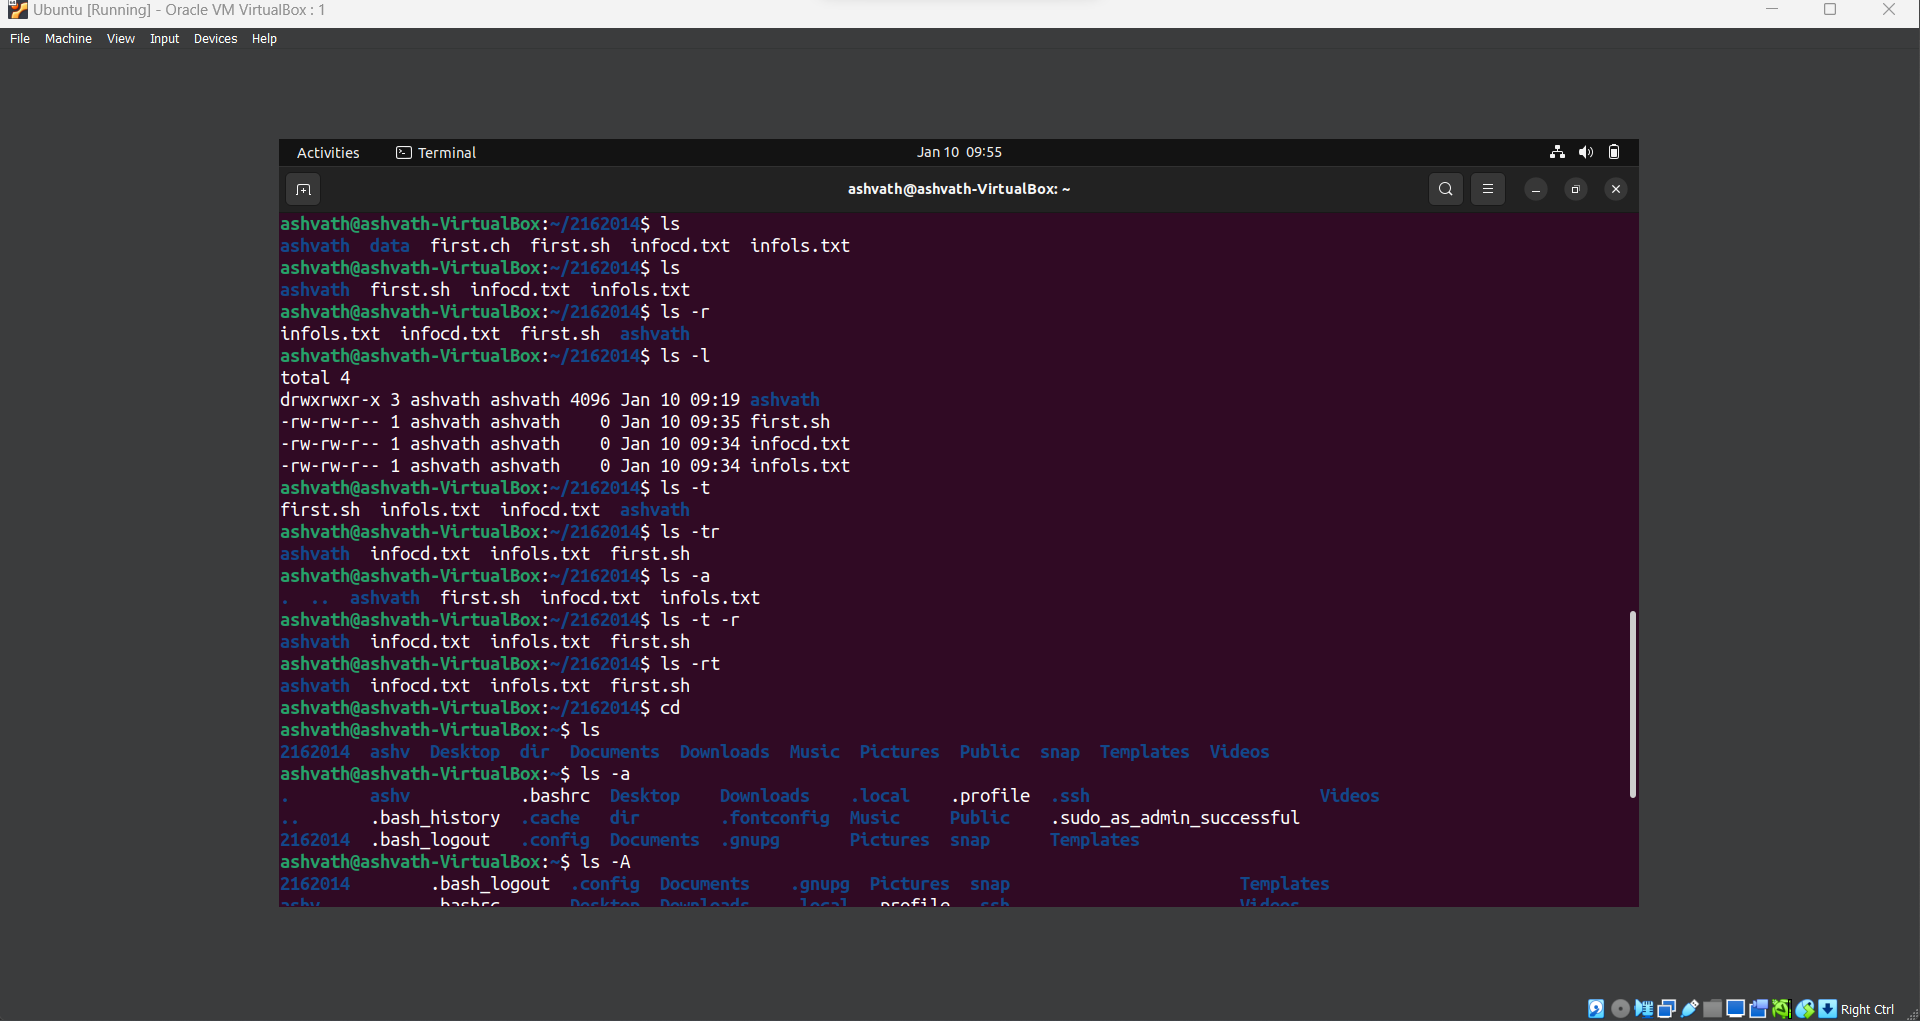 Ubuntu [Running] - Oracle VM VirtualBox : 1
File Machine View Input Devices Help
Activities Terminal Jan 10 09:55
ashvath@ashvath-VirtualBox: ~
ashvath@ashvath-VirtualBox:~/2162014$ ls
ashvath data first.ch first.sh infocd.txt infols.txt
ashvath@ashvath-VirtualBox:~/2162014$ ls
ashvath first.sh infocd.txt infols.txt
ashvath@ashvath-VirtualBox:~/2162014$ ls -r
infols.txt infocd.txt first.sh ashvath
ashvath@ashvath-VirtualBox:~/2162014$ ls -l
total 4
drwxrwxr-x 3 ashvath ashvath 4096 Jan 10 09:19 ashvath
-rw-rw-r-- 1 ashvath ashvath 0 Jan 10 09:35 first.sh
-rw-rw-r-- 1 ashvath ashvath 0 Jan 10 09:34 infocd.txt
-rw-rw-r-- 1 ashvath ashvath 0 Jan 10 09:34 infols.txt
ashvath@ashvath-VirtualBox:~/2162014$ ls -t
first.sh infols.txt infocd.txt ashvath
ashvath@ashvath-VirtualBox:~/2162014$ ls -tr
ashvath infocd.txt infols.txt first.sh
ashvath@ashvath-VirtualBox:~/2162014$ ls -a
. .. ashvath first.sh infocd.txt infols.txt
ashvath@ashvath-VirtualBox:~/2162014$ ls -t -r
ashvath infocd.txt infols.txt first.sh
ashvath@ashvath-VirtualBox:~/2162014$ ls -rt
ashvath infocd.txt infols.txt first.sh
ashvath@ashvath-VirtualBox:~/2162014$ cd
ashvath@ashvath-VirtualBox:~$ ls
2162014 ashv Desktop dir Documents Downloads Music Pictures Public snap Templates Videos
ashvath@ashvath-VirtualBox:~$ ls -a
. ashv .bashrc Desktop Downloads .local .profile .ssh Videos
.. .bash_history .cache dir .fontconfig Music Public .sudo_as_admin_successful
2162014 .bash_logout .config Documents .gnupg Pictures snap Templates
ashvath@ashvath-VirtualBox:~$ ls -A
2162014 .bash_logout .config Documents .gnupg Pictures snap Templates
ashv .bashrc Desktop Downloads .local .profile .ssh Videos
Right Ctrl